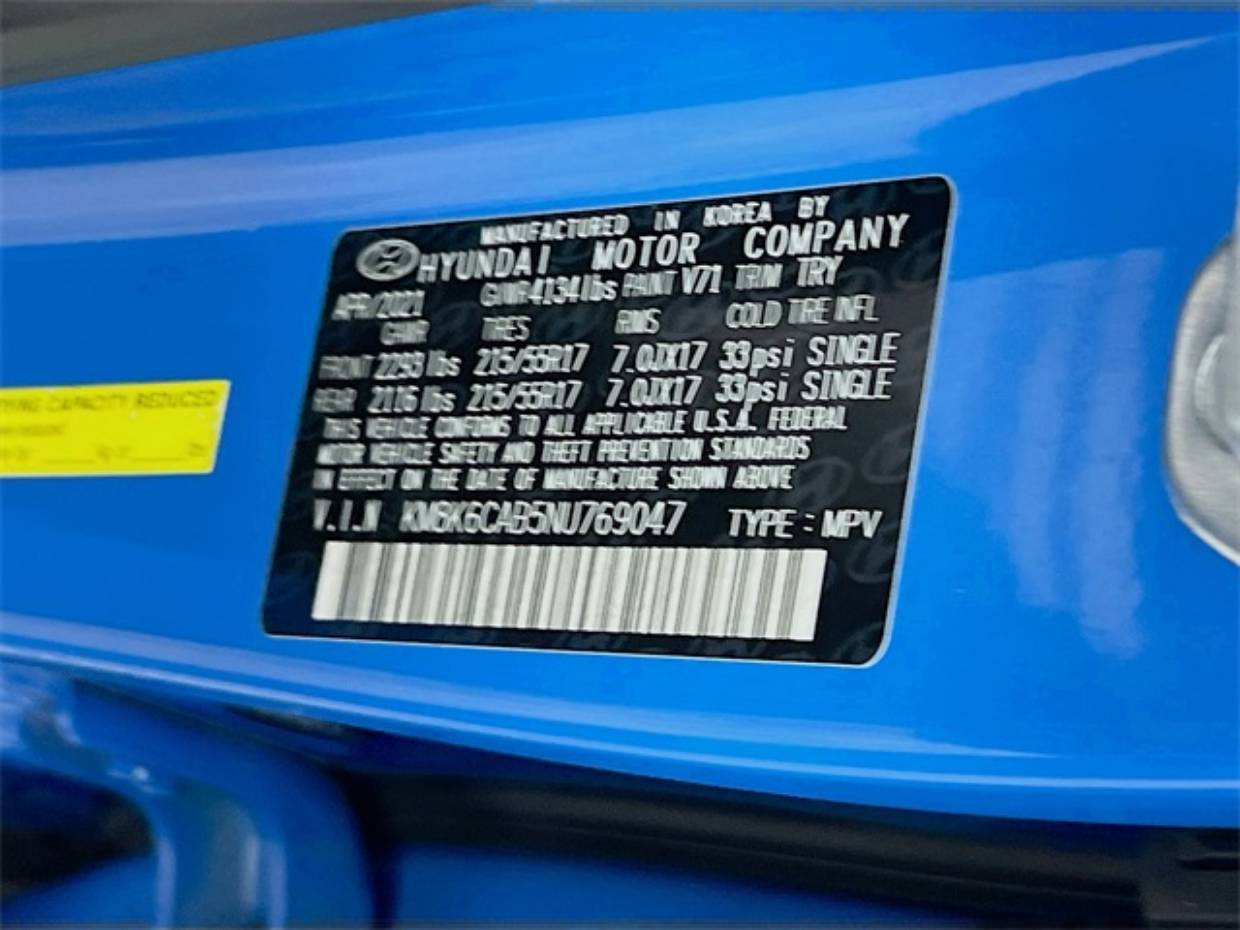 MANUFACTURED IN KOREA BY
HYUNDAI MOTOR COMPANY
APR/2021 GVWR 4134 lbs PAINT V71 TRIM TRY
GAWR TIRES RIMS COLD TIRE INFL
FRONT 2293 lbs 215/55R17 7.0JX17 33psi SINGLE
REAR 2116 lbs 215/55R17 7.0JX17 33psi SINGLE
THIS VEHICLE CONFORMS TO ALL APPLICABLE U.S.A. FEDERAL
MOTOR VEHICLE SAFETY AND THEFT PREVENTION STANDARDS
IN EFFECT ON THE DATE OF MANUFACTURE SHOWN ABOVE
V.I.N KM8K6CAB5NU769047 TYPE : MPV
CAPACITY REDUCED